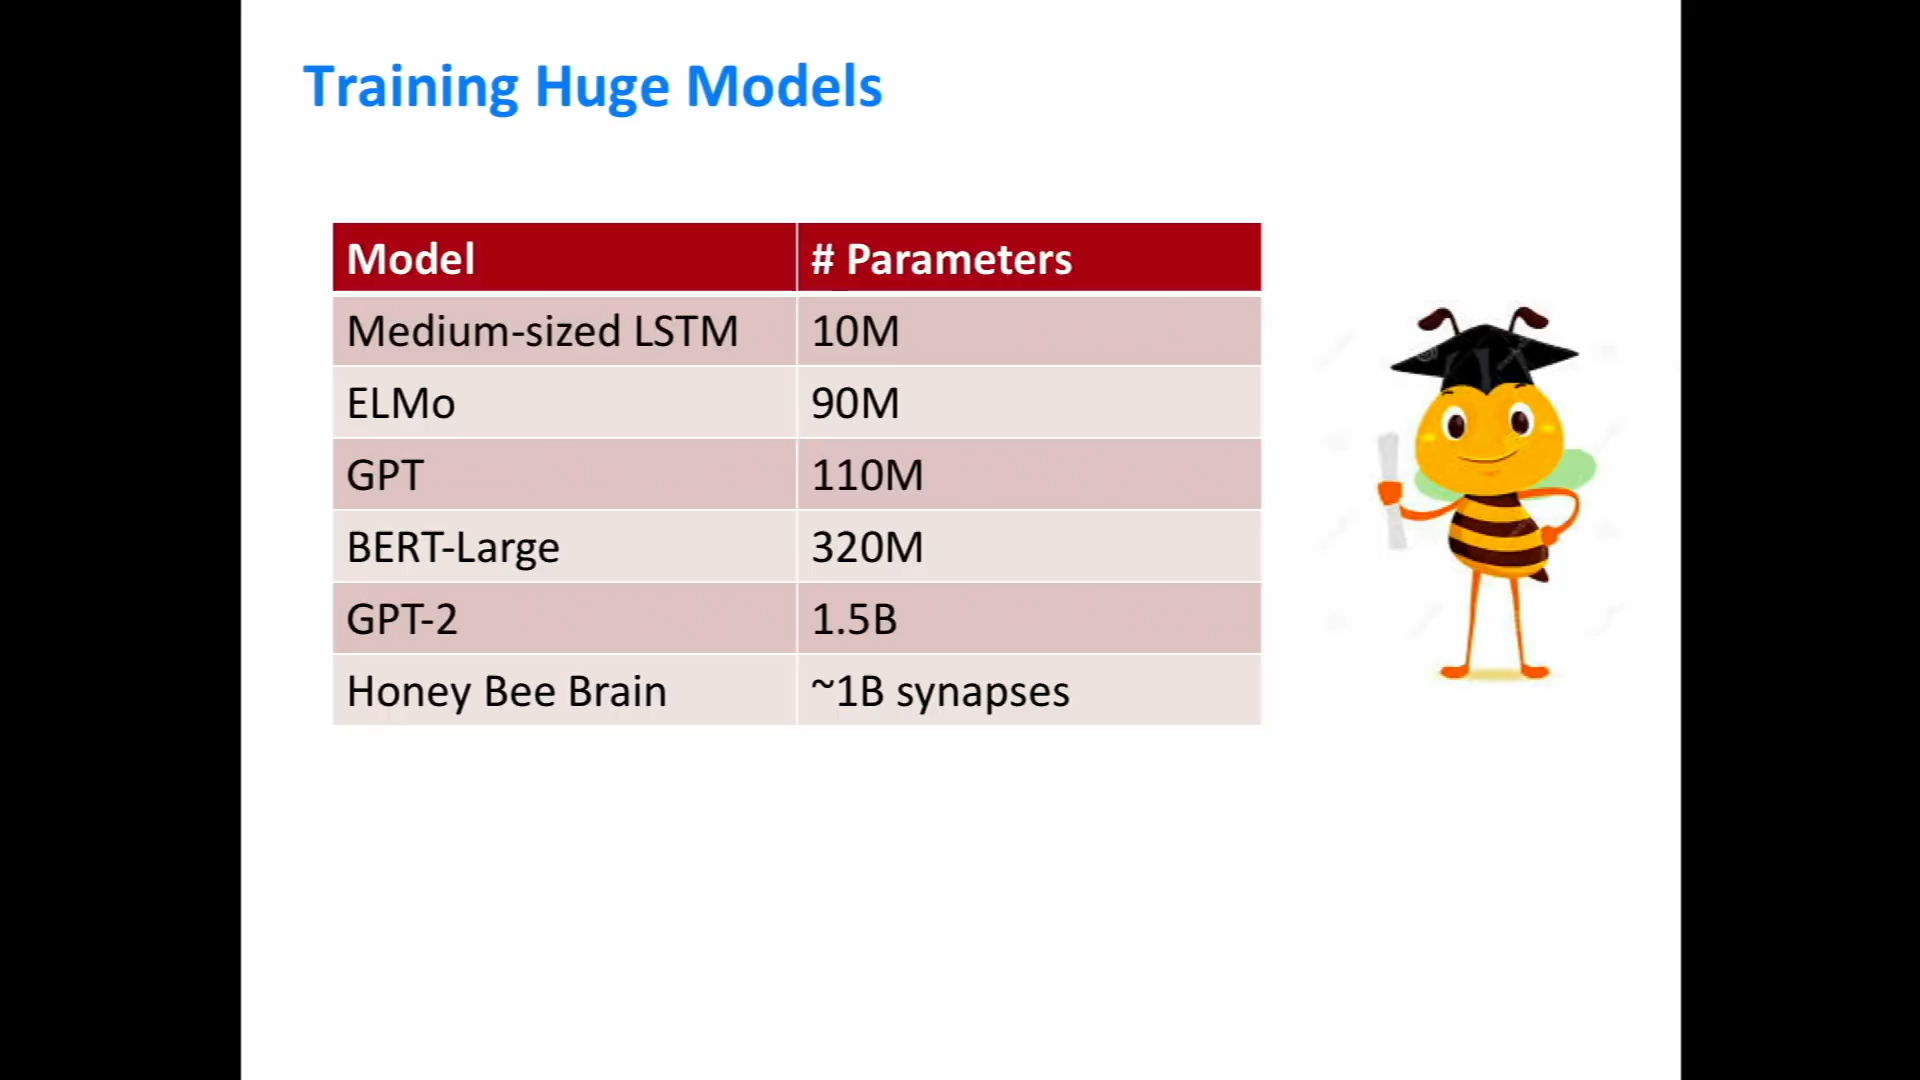 Training Huge Models
Model # Parameters
Medium-sized LSTM 10M
ELMo 90M
GPT 110M
BERT-Large 320M
GPT-2 1.5B
Honey Bee Brain ~1B synapses